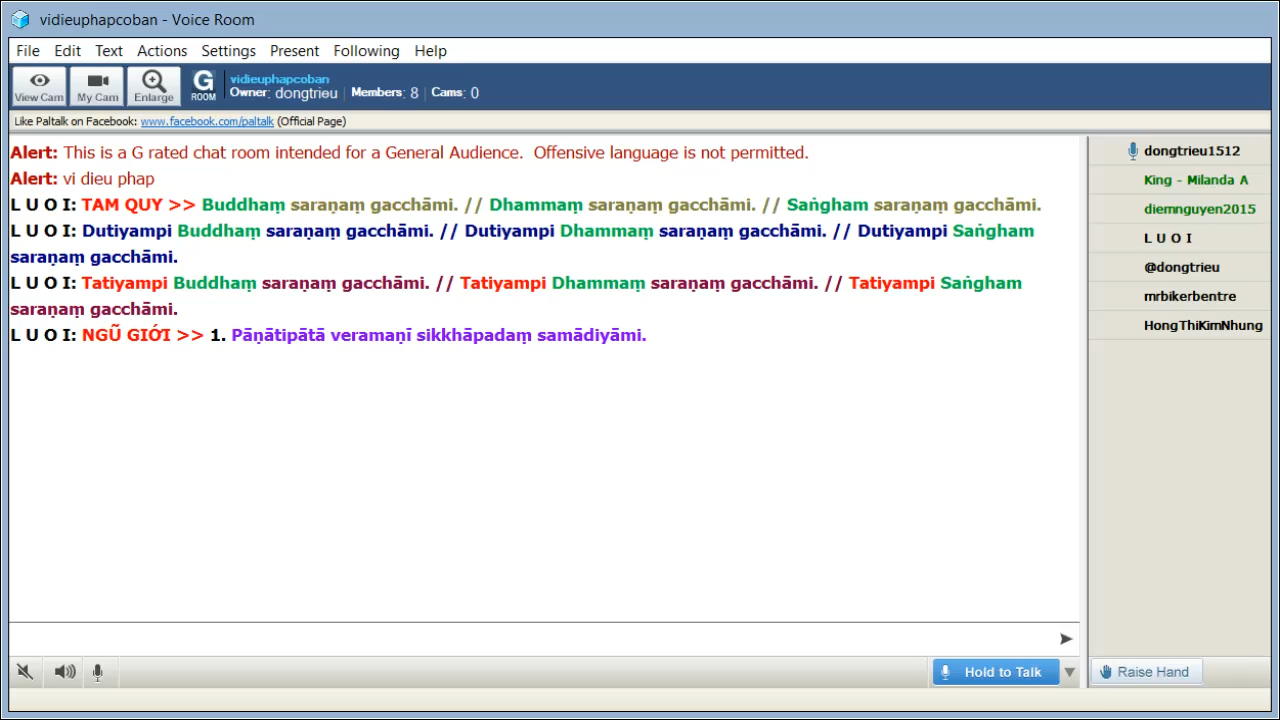 vidieuphapcoban - Voice Room
File Edit Text Actions Settings Present Following Help
View Cam My Cam Enlarge G ROOM vidieuphapcoban
Owner: dongtrieu Members: 8 Cams: 0
Like Paltalk on Facebook: www.facebook.com/paltalk (Official Page)
Alert: This is a G rated chat room intended for a General Audience. Offensive language is not permitted.
Alert: vi dieu phap
L U O I: TAM QUY >> Buddhaṃ saraṇaṃ gacchāmi. // Dhammaṃ saraṇaṃ gacchāmi. // Saṅgham saraṇaṃ gacchāmi.
L U O I: Dutiyampi Buddhaṃ saraṇaṃ gacchāmi. // Dutiyampi Dhammaṃ saraṇaṃ gacchāmi. // Dutiyampi Saṅgham
saraṇaṃ gacchāmi.
L U O I: Tatiyampi Buddhaṃ saraṇaṃ gacchāmi. // Tatiyampi Dhammaṃ saraṇaṃ gacchāmi. // Tatiyampi Saṅgham
saraṇaṃ gacchāmi.
L U O I: NGŨ GIỚI >> 1. Pāṇātipātā veramaṇī sikkhāpadaṃ samādiyāmi.
dongtrieu1512
King - Milanda A
diemnguyen2015
L U O I
@dongtrieu
mrbikerbentre
HongThiKimNhung
Hold to Talk
Raise Hand